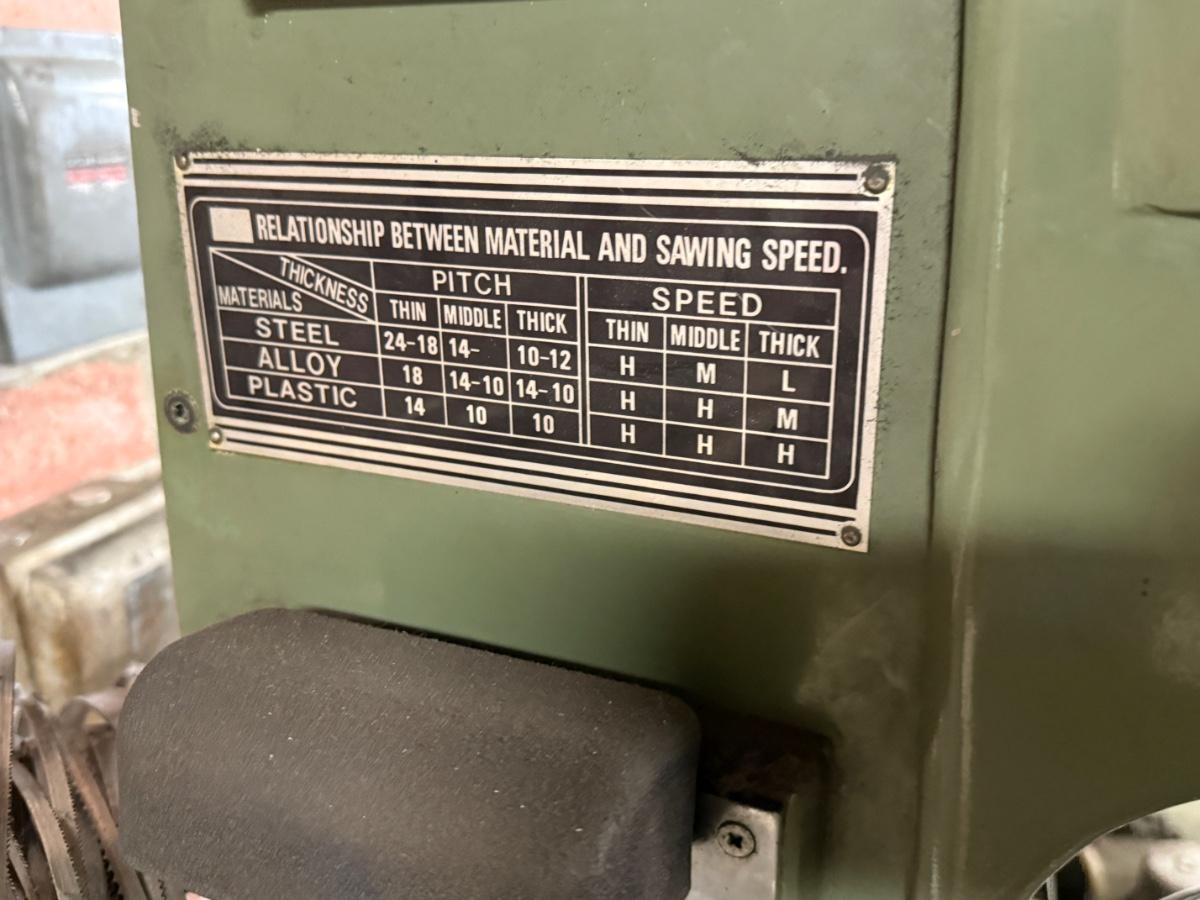 RELATIONSHIP BETWEEN MATERIAL AND SAWING SPEED.
THICKNESS PITCH SPEED
MATERIALS THIN MIDDLE THICK THIN MIDDLE THICK
STEEL 24-18 14- 10-12 H M L
ALLOY 18 14-10 14-10 H H M
PLASTIC 14 10 10 H H H